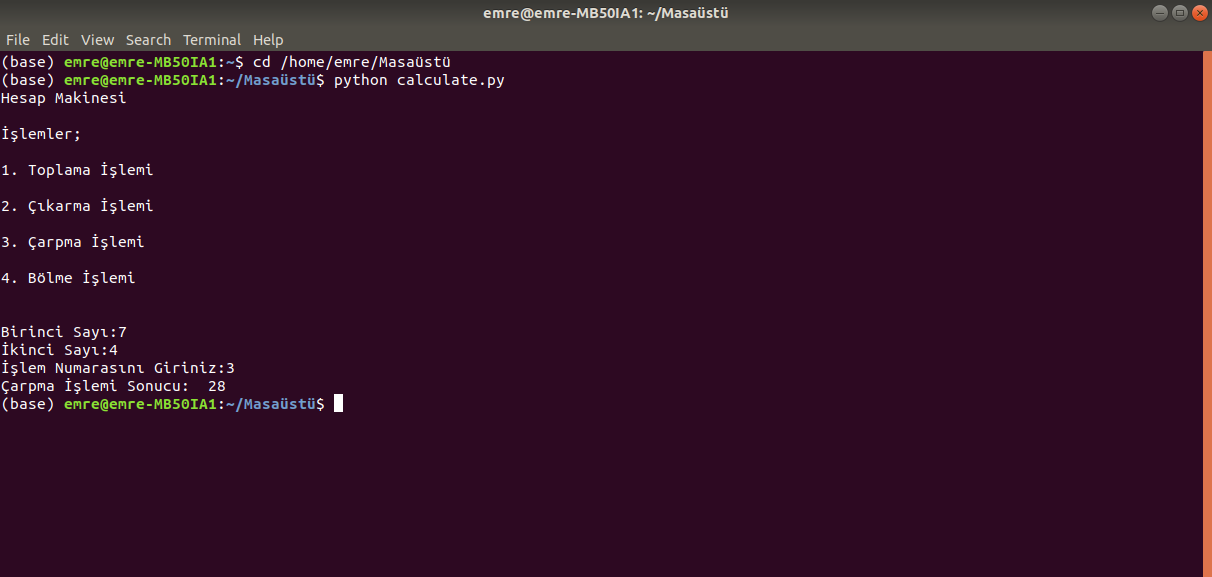 emre@emre-MB50IA1: ~/Masaüstü
File Edit View Search Terminal Help
(base) emre@emre-MB50IA1:~$ cd /home/emre/Masaüstü
(base) emre@emre-MB50IA1:~/Masaüstü$ python calculate.py
Hesap Makinesi
İşlemler;
1. Toplama İşlemi
2. Çıkarma İşlemi
3. Çarpma İşlemi
4. Bölme İşlemi
Birinci Sayı:7
İkinci Sayı:4
İşlem Numarasını Giriniz:3
Çarpma İşlemi Sonucu:  28
(base) emre@emre-MB50IA1:~/Masaüstü$